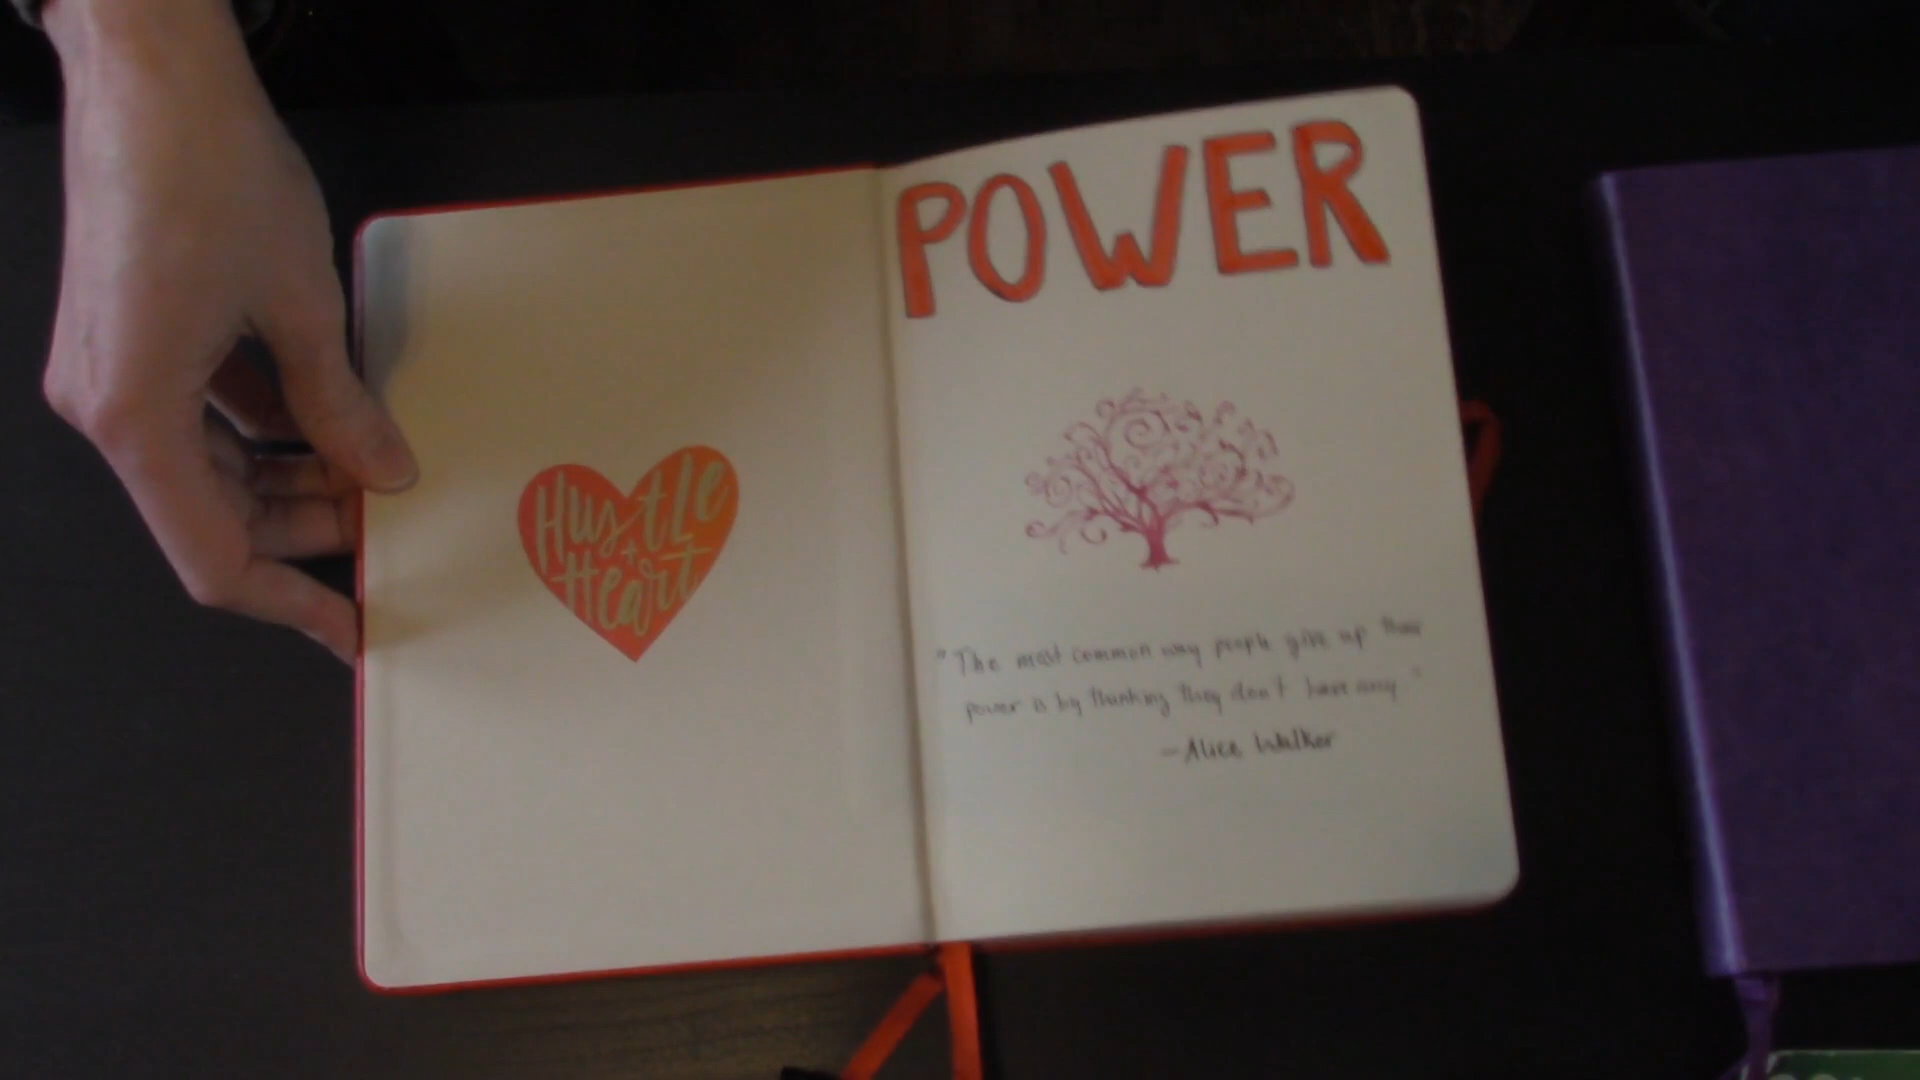 Hustle
+
Heart
POWER
"The most common way people give up their
power is by thinking they don't have any."
-Alice Walker